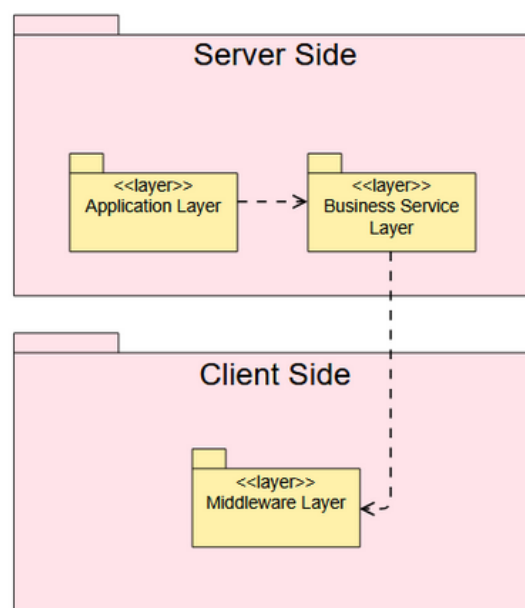 Server Side
<<layer>>
Application Layer
<<layer>>
Business Service
Layer
Client Side
<<layer>>
Middleware Layer